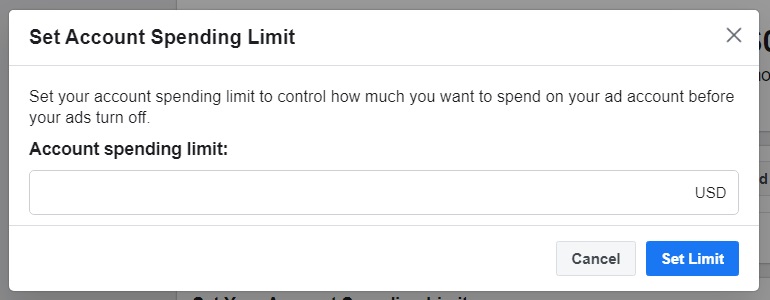 Set Account Spending Limit
Set your account spending limit to control how much you want to spend on your ad account before
your ads turn off.
Account spending limit:
USD
Cancel
Set Limit